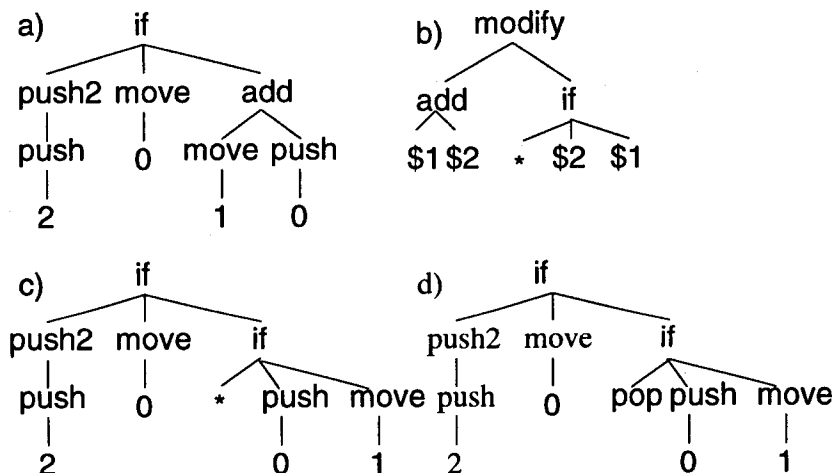 a) if b) modify
push2 move add add if
push 0 move push $1 $2 * $2 $1
2 1 0
c) if d) if
push2 move if push2 move if
push 0 * push move push 0 pop push move
2 0 1 2 0 1